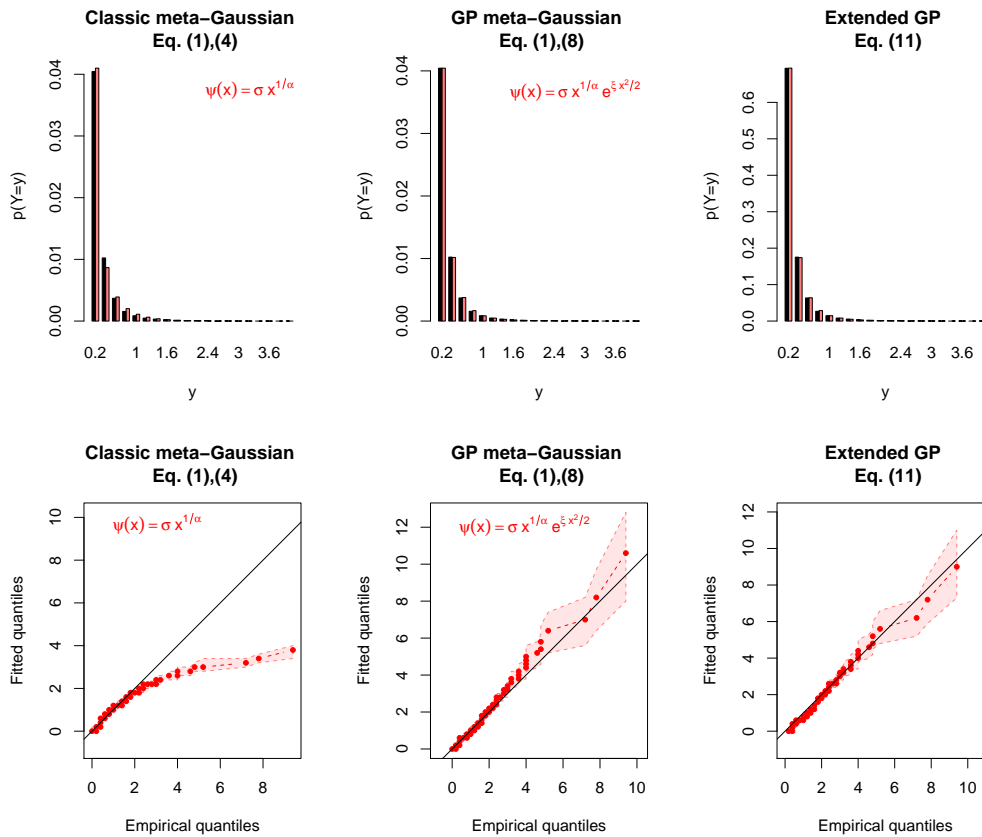 Classic meta−Gaussian
Eq. (1),(4)
ψ(x) = σ x^{1/α}
p(Y=y)
0.00 0.01 0.02 0.03 0.04
0.2 1 1.6 2.4 3 3.6
y
GP meta−Gaussian
Eq. (1),(8)
ψ(x) = σ x^{1/α} e^{ξ x²/2}
p(Y=y)
0.00 0.01 0.02 0.03 0.04
0.2 1 1.6 2.4 3 3.6
y
Extended GP
Eq. (11)
p(Y=y)
0.0 0.1 0.2 0.3 0.4 0.5 0.6
0.2 1 1.6 2.4 3 3.6
y
Classic meta−Gaussian
Eq. (1),(4)
ψ(x) = σ x^{1/α}
Fitted quantiles
0 2 4 6 8 10
0 2 4 6 8
Empirical quantiles
GP meta−Gaussian
Eq. (1),(8)
ψ(x) = σ x^{1/α} e^{ξ x²/2}
Fitted quantiles
0 2 4 6 8 10 12
0 2 4 6 8 10
Empirical quantiles
Extended GP
Eq. (11)
Fitted quantiles
0 2 4 6 8 10 12
0 2 4 6 8 10
Empirical quantiles